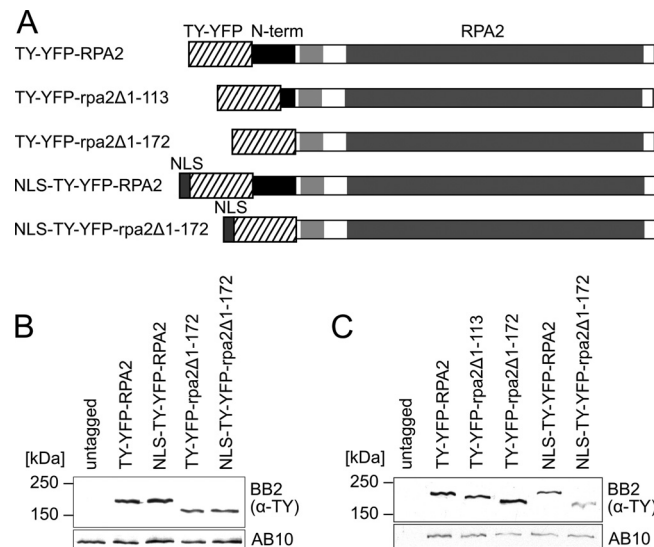 A
TY-YFP N-term RPA2
TY-YFP-RPA2
TY-YFP-rpa2Δ1-113
TY-YFP-rpa2Δ1-172
NLS
NLS-TY-YFP-RPA2
NLS
NLS-TY-YFP-rpa2Δ1-172
B
untagged
TY-YFP-RPA2
NLS-TY-YFP-RPA2
TY-YFP-rpa2Δ1-172
NLS-TY-YFP-rpa2Δ1-172
[kDa]
250
150
BB2
(α-TY)
AB10
C
untagged
TY-YFP-RPA2
TY-YFP-rpa2Δ1-113
TY-YFP-rpa2Δ1-172
NLS-TY-YFP-RPA2
NLS-TY-YFP-rpa2Δ1-172
[kDa]
250
150
BB2
(α-TY)
AB10